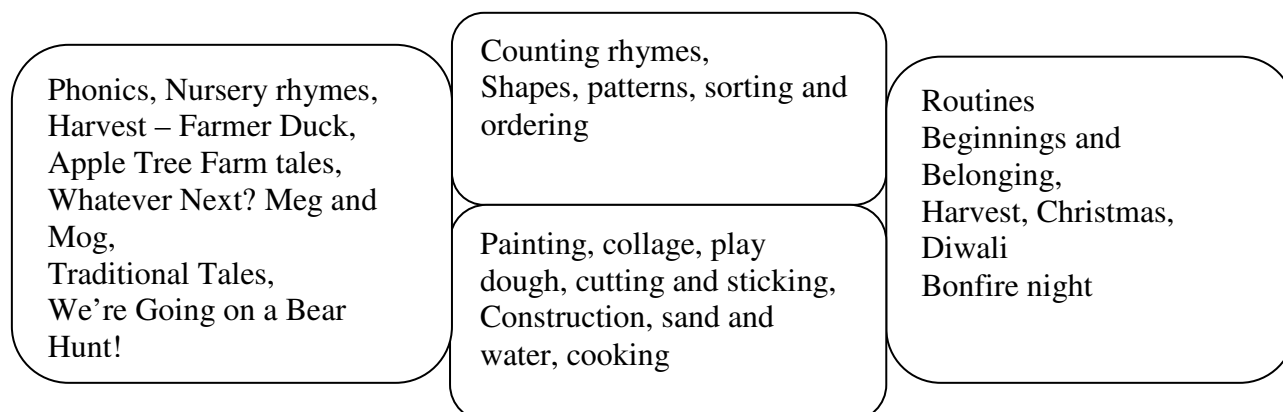 Phonics, Nursery rhymes,
Harvest – Farmer Duck,
Apple Tree Farm tales,
Whatever Next? Meg and
Mog,
Traditional Tales,
We’re Going on a Bear
Hunt!
Counting rhymes,
Shapes, patterns, sorting and
ordering
Painting, collage, play
dough, cutting and sticking,
Construction, sand and
water, cooking
Routines
Beginnings and
Belonging,
Harvest, Christmas,
Diwali
Bonfire night